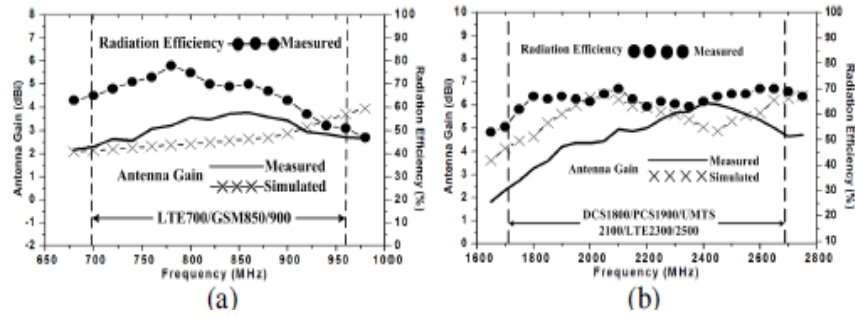 Radiation Efficiency Maesured
Antenna Gain (dBi)
Radiation Efficiency (%)
8
7
6
5
4
3
2
1
0
-1
-2
100
90
80
70
60
50
40
30
20
10
0
Measured
Antenna Gain
Simulated
LTE700/GSM850/900
650 700 750 800 850 900 950 1000
Frequency (MHz)
(a)
Radiation Efficiency Measured
Antenna Gain (dBi)
Radiation Efficiency (%)
10
9
8
7
6
5
4
3
2
1
0
100
90
80
70
60
50
40
30
20
10
Measured
Antenna Gain
Simulated
DCS1800/PCS1900/UMTS
2100/LTE2300/2500
1600 1800 2000 2200 2400 2600 2800
Frequency (MHz)
(b)